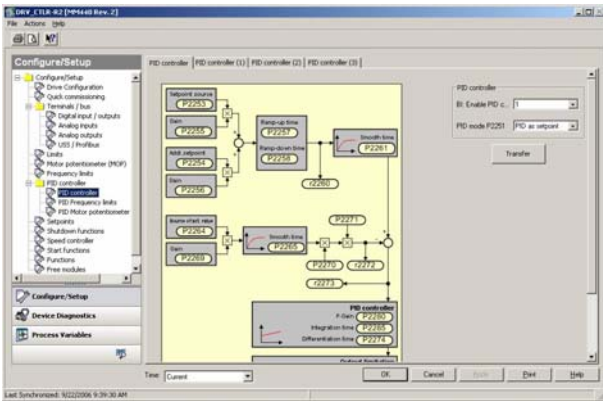 DRV_CTLR-R2 [MM440 Rev. 2]
File Actions Help
Configure/Setup
Configure/Setup
Drive Configuration
Quick commissioning
Terminals / bus
Digital input / outputs
Analog inputs
Analog outputs
USS / Profibus
Limits
Motor potentiometer (MOP)
Frequency limits
PID controller
PID controller
PID Frequency limits
PID Motor potentiometer
Setpoints
Shutdown functions
Speed controller
Start functions
Functions
Free modules
Configure/Setup
Device Diagnostics
Process Variables
PID controller
PID controller (1)
PID controller (2)
PID controller (3)
Setpoint source
P2253
Gain
P2255
Addl. setpoint
P2254
Gain
P2256
Ramp-up time
P2257
Ramp-down time
P2258
Smooth time
P2261
r2260
P2264
Gain
P2269
Smooth time
P2265
P2271
P2270
r2272
r2273
PID controller
P-Gain P2280
Integration time P2285
Differentiation time P2274
Output limitation
PID controller
BI: Enable PID c... 1
PID mode P2251 PID as setpoint
Transfer
Time: Current
OK
Cancel
Apply
Print
Help
Last Synchronized: 9/22/2006 9:39:30 AM